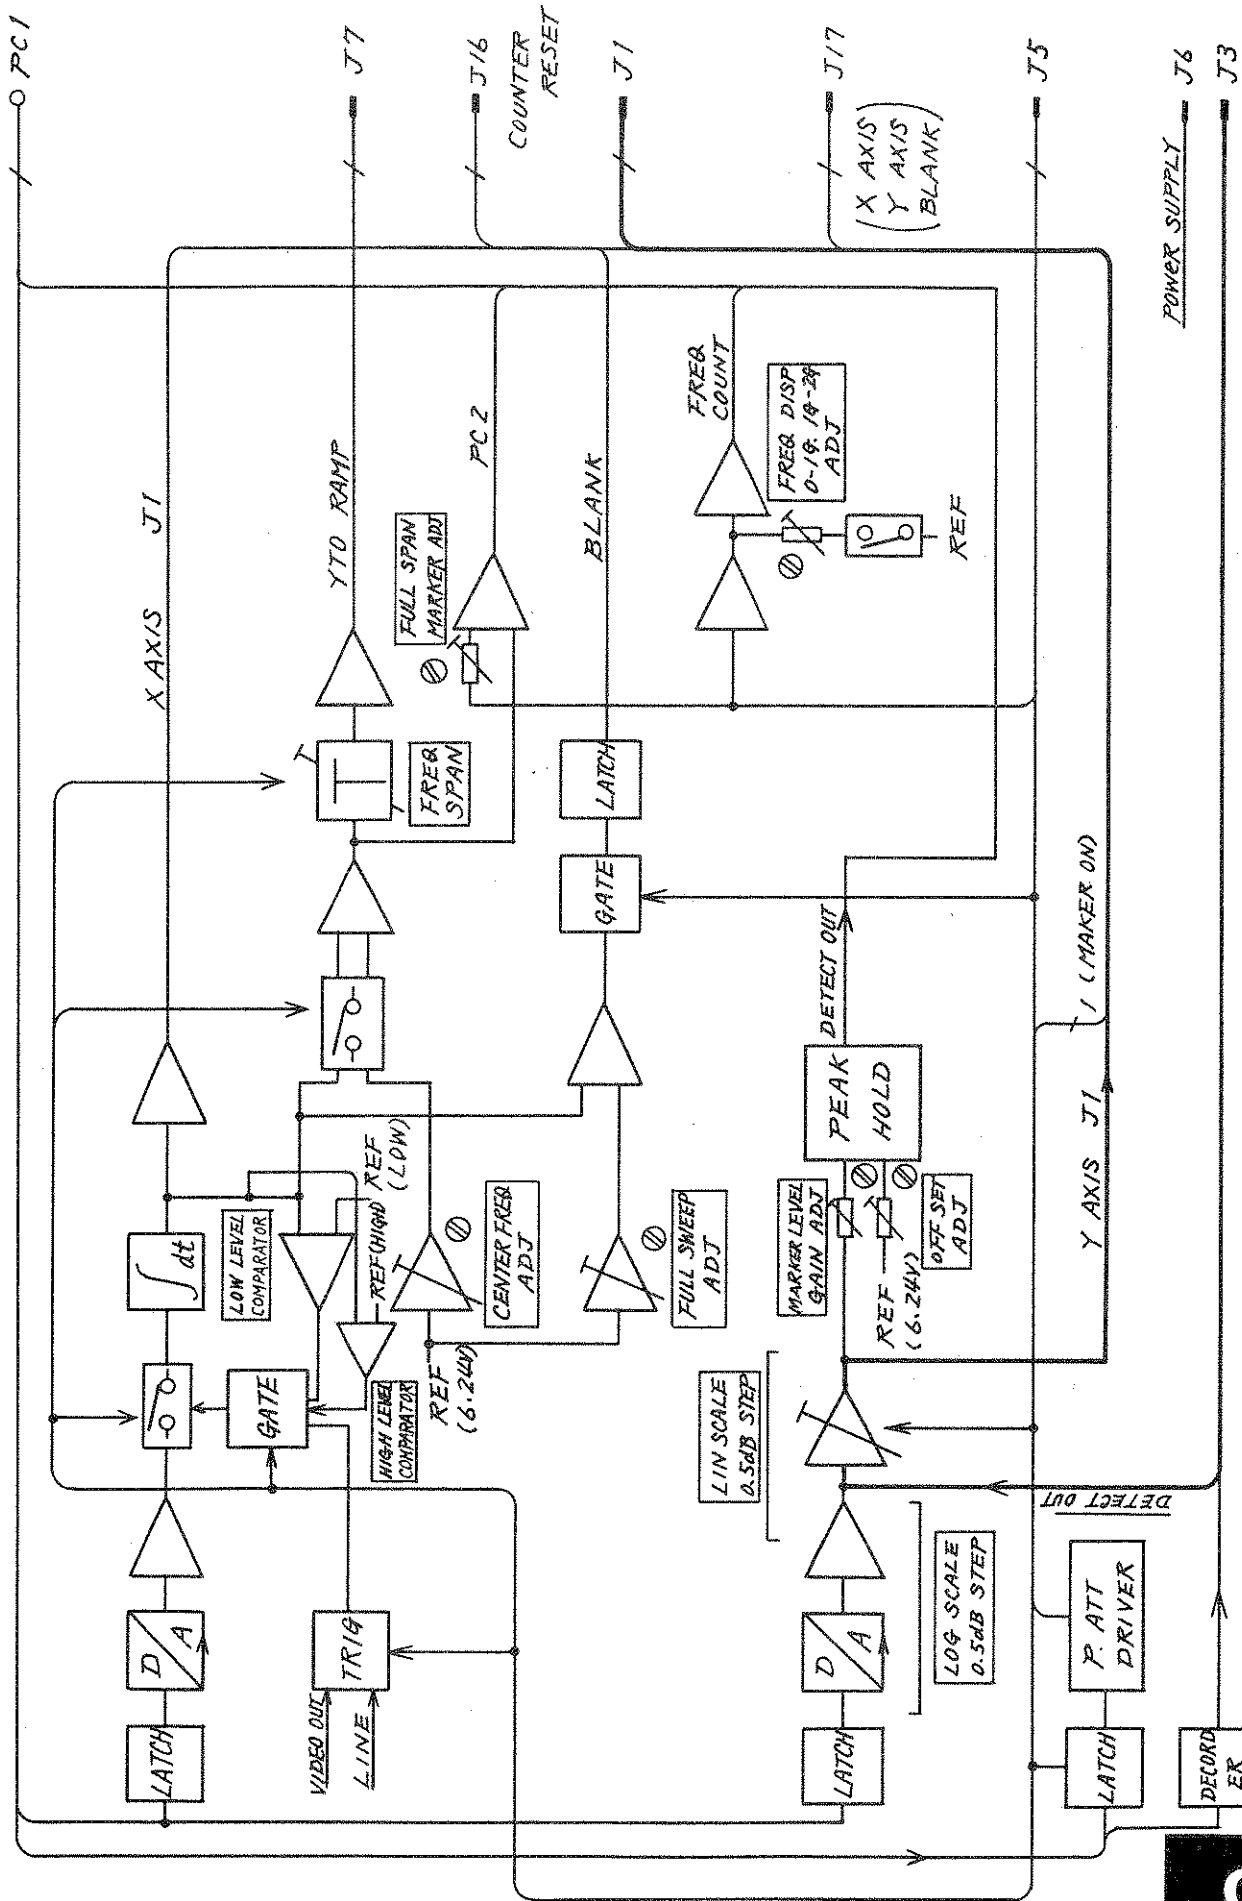 PC1
J7
J16
COUNTER
RESET
J1
J17
(X AXIS
Y AXIS
BLANK)
J5
POWER SUPPLY
J6
J3
X AXIS J1
YTO RAMP
FULL SPAN
MARKER ADJ
PC2
BLANK
FREQ
COUNT
FREQ DISP
0-1G. 1G-2G
ADJ
REF
FREQ
SPAN
LATCH
GATE
DETECT OUT
1 (MAKER ON)
∫dt
LOW LEVEL
COMPARATOR
REF
(LOW)
REF(HIGH)
GATE
HIGH LEVEL
COMPARATOR
CENTER FREQ
ADJ
REF
(6.24V)
FULL SWEEP
ADJ
PEAK
HOLD
MARKER LEVEL
GAIN ADJ
OFF SET
ADJ
REF
(6.24V)
Y AXIS J1
LIN SCALE
0.5dB STEP
DETECT OUT
D/A
LATCH
TRIG
VIDEO OUT
LINE
D/A
LATCH
LOG SCALE
0.5dB STEP
P. ATT
DRIVER
LATCH
DECORD
ER